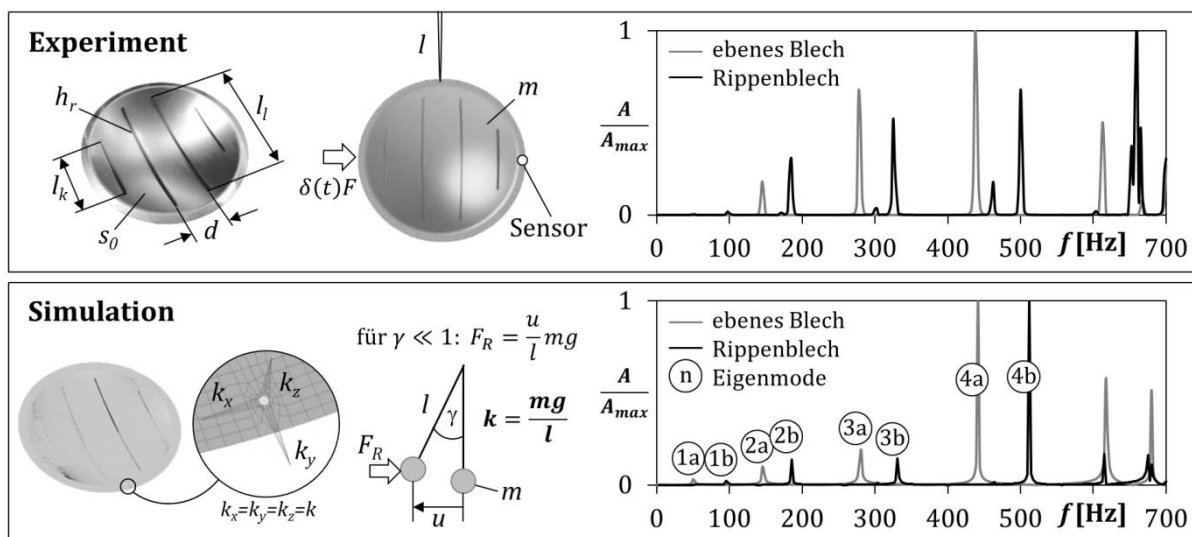 Experiment
h_r
l_l
l_k
s_0
d
l
m
δ(t)F
Sensor
1
A
A_max
0
ebenes Blech
Rippenblech
0 100 200 300 400 500 f [Hz] 700
Simulation
k_x
k_z
k_y
k_x=k_y=k_z=k
für γ ≪ 1: F_R = u/l mg
l
γ
k = mg/l
F_R
m
u
1
A
A_max
0
ebenes Blech
Rippenblech
n Eigenmode
1a 1b 2a 2b 3a 3b 4a 4b
0 100 200 300 400 500 f [Hz] 700